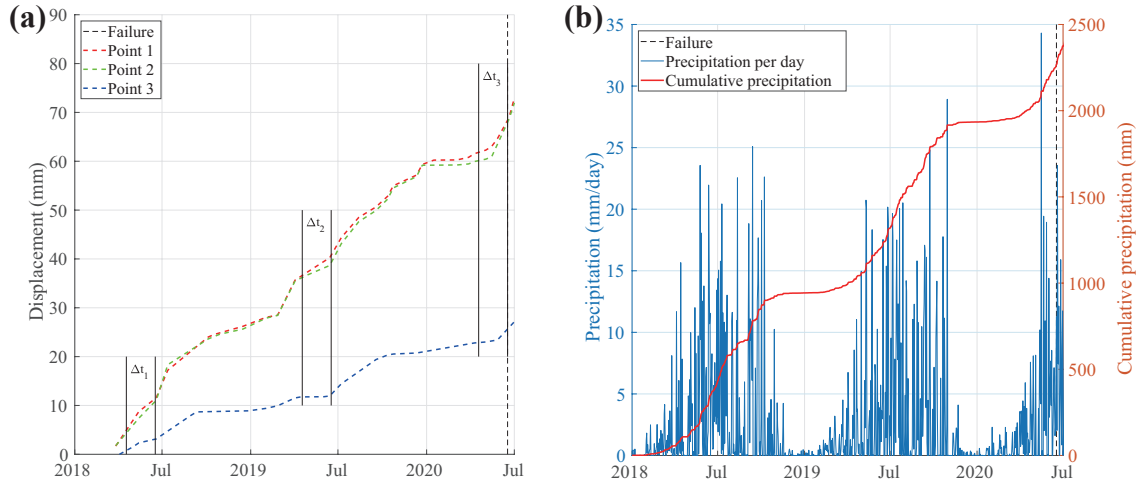 (a)
90
80
70
60
50
40
30
20
10
0
Displacement (mm)
Failure
Point 1
Point 2
Point 3
Δt1
Δt2
Δt3
2018
Jul
2019
Jul
2020
Jul
(b)
35
30
25
20
15
10
5
0
Precipitation (mm/day)
Failure
Precipitation per day
Cumulative precipitation
2500
2000
1500
1000
500
0
Cumulative precipitation (mm)
2018
Jul
2019
Jul
2020
Jul